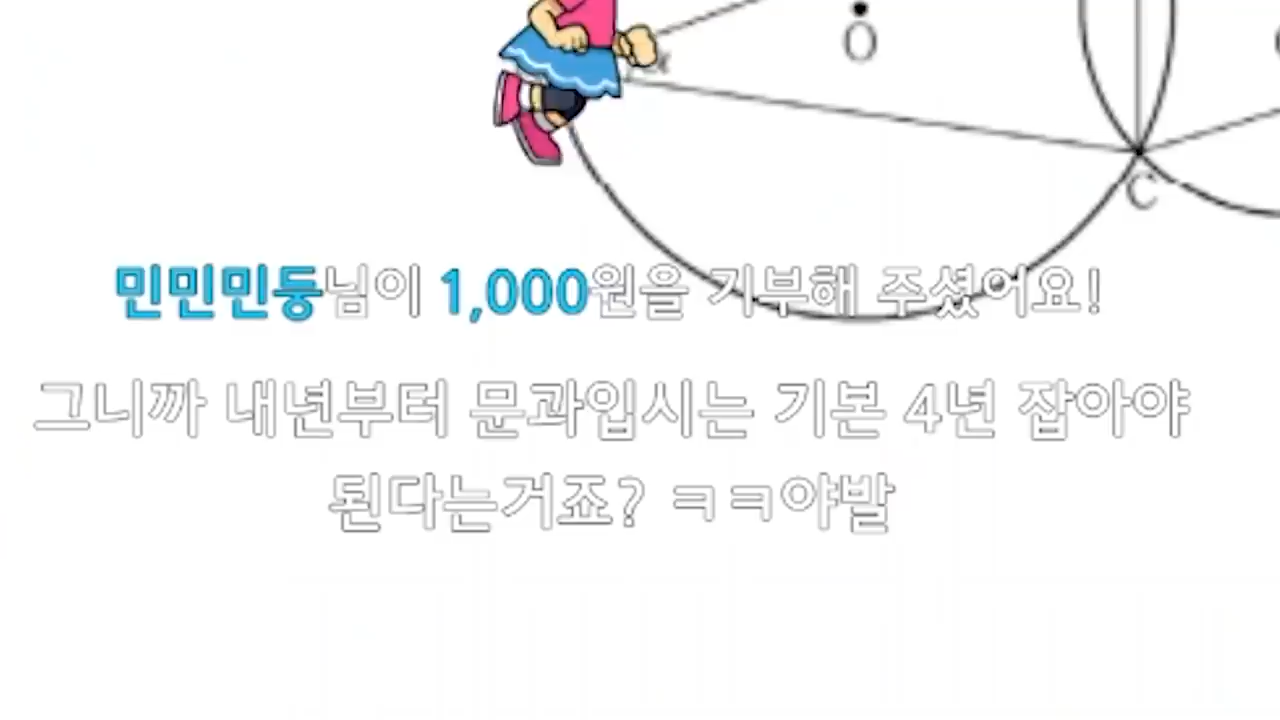 O
C
민민민둥님이 1,000원을 기부해 주셨어요!
그니까 내년부터 문과입시는 기본 4년 잡아야
된다는거죠? ㅋㅋ야발